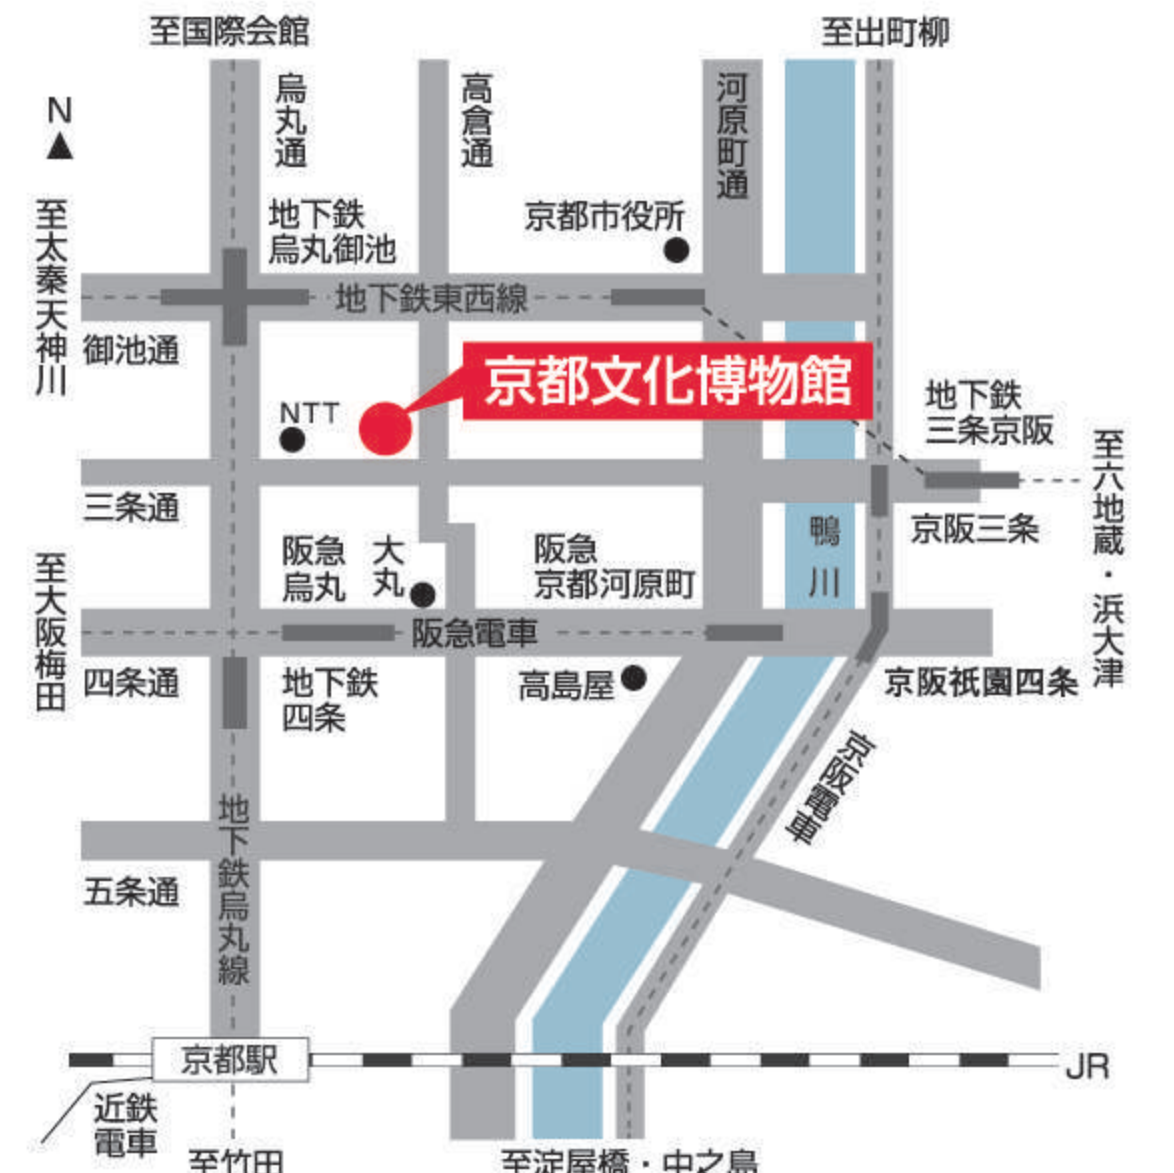 至国際会館
至出町柳
N
烏丸通
高倉通
河原町通
至太秦天神川
地下鉄
烏丸御池
京都市役所
地下鉄東西線
御池通
京都文化博物館
NTT
地下鉄
三条京阪
至六地蔵・浜大津
三条通
京阪三条
鴨川
阪急
烏丸
大丸
阪急
京都河原町
至大阪梅田
阪急電車
四条通
地下鉄
四条
高島屋
京阪祇園四条
京阪電車
地下鉄烏丸線
五条通
京都駅
JR
近鉄
電車
至竹田
至淀屋橋・中之島